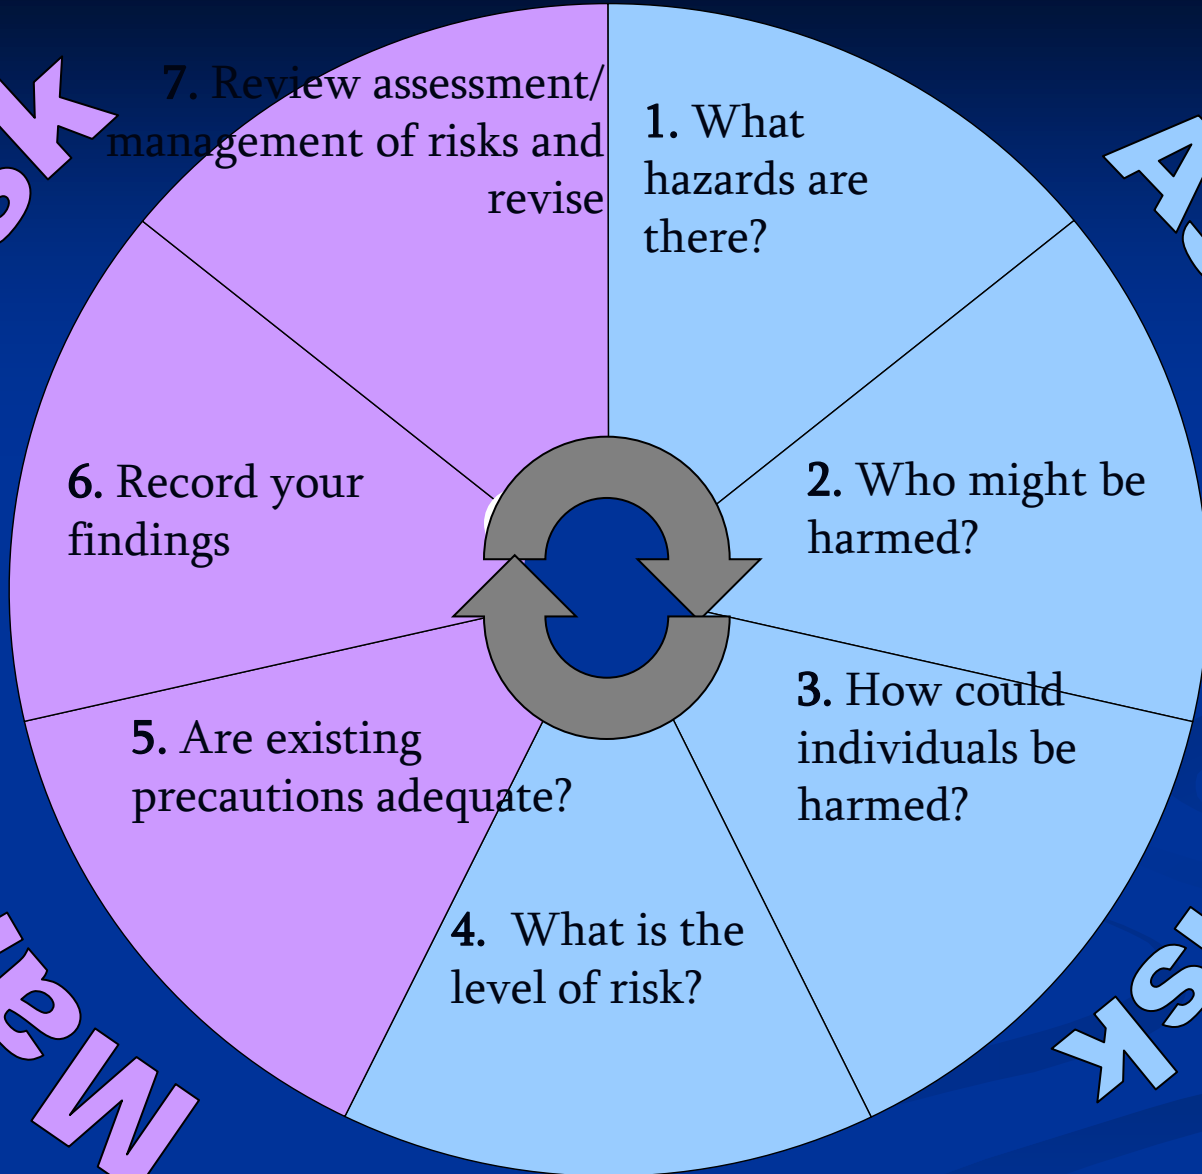 1. What
hazards are
there?
2. Who might be
harmed?
3. How could
individuals be
harmed?
4. What is the
level of risk?
5. Are existing
precautions adequate?
6. Record your
findings
7. Review assessment/
management of risks and
revise